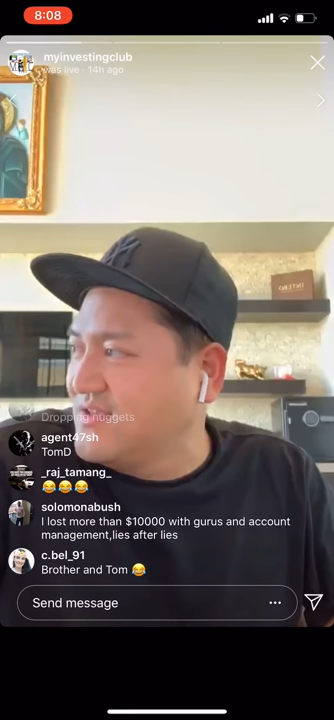 8:08
myinvestingclub
was live · 14h ago
Dropping nuggets
agent47sh
TomD
_raj_tamang_
😂😂😂
solomonabush
I lost more than $10000 with gurus and account
management,lies after lies
c.bel_91
Brother and Tom 😂
Send message